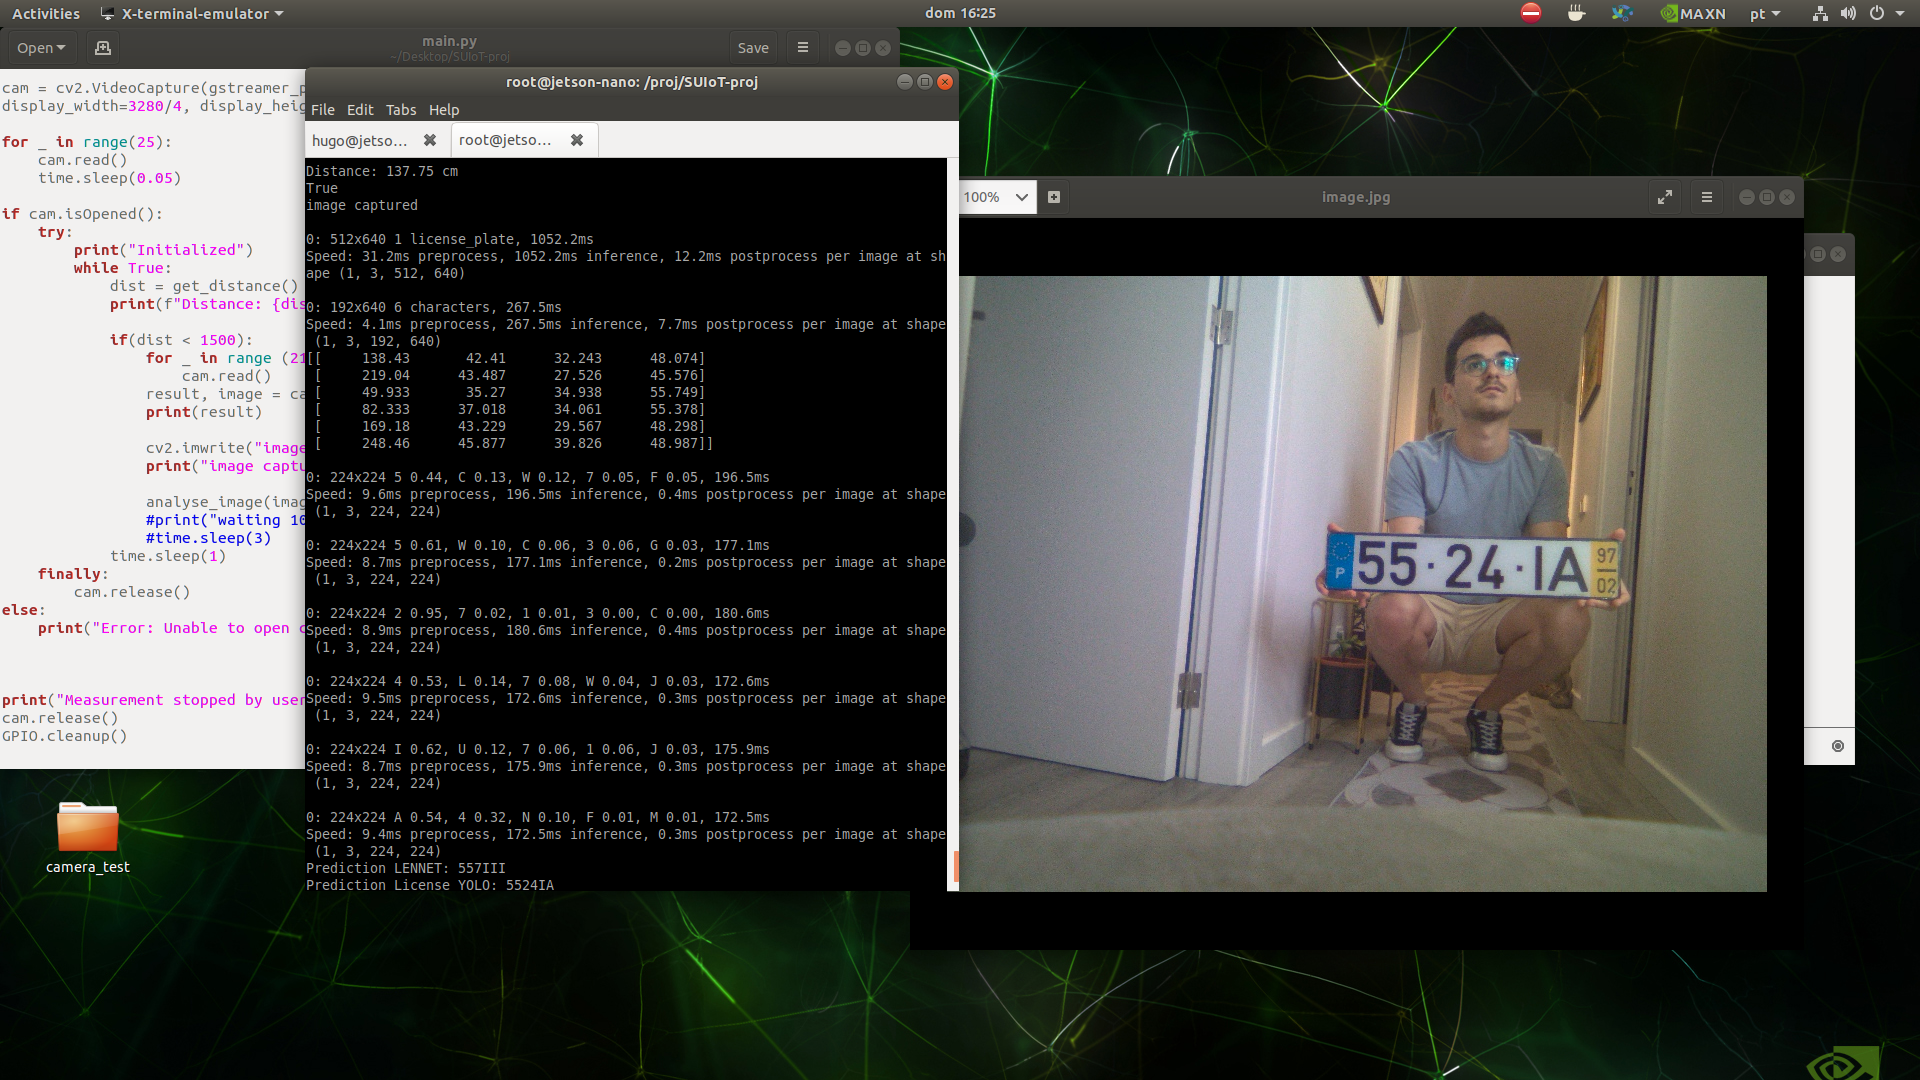 Activities X-terminal-emulator dom 16:25 MAXN pt
Open main.py Save
~/Desktop/SUIoT-proj
cam = cv2.VideoCapture(gstreamer_p
display_width=3280/4, display_heig
for _ in range(25):
cam.read()
time.sleep(0.05)
if cam.isOpened():
try:
print("Initialized")
while True:
dist = get_distance()
print(f"Distance: {dis
if(dist < 1500):
for _ in range (21
cam.read()
result, image = ca
print(result)
cv2.imwrite("image
print("image captu
analyse_image(imag
#print("waiting 10
#time.sleep(3)
time.sleep(1)
finally:
cam.release()
else:
print("Error: Unable to open c
print("Measurement stopped by user
cam.release()
GPIO.cleanup()
camera_test
root@jetson-nano: /proj/SUIoT-proj
File Edit Tabs Help
hugo@jetso... root@jetso...
Distance: 137.75 cm
True
image captured
0: 512x640 1 license_plate, 1052.2ms
Speed: 31.2ms preprocess, 1052.2ms inference, 12.2ms postprocess per image at sh
ape (1, 3, 512, 640)
0: 192x640 6 characters, 267.5ms
Speed: 4.1ms preprocess, 267.5ms inference, 7.7ms postprocess per image at shape
(1, 3, 192, 640)
[[ 138.43 42.41 32.243 48.074]
[ 219.04 43.487 27.526 45.576]
[ 49.933 35.27 34.938 55.749]
[ 82.333 37.018 34.061 55.378]
[ 169.18 43.229 29.567 48.298]
[ 248.46 45.877 39.826 48.987]]
0: 224x224 5 0.44, C 0.13, W 0.12, 7 0.05, F 0.05, 196.5ms
Speed: 9.6ms preprocess, 196.5ms inference, 0.4ms postprocess per image at shape
(1, 3, 224, 224)
0: 224x224 5 0.61, W 0.10, C 0.06, 3 0.06, G 0.03, 177.1ms
Speed: 8.7ms preprocess, 177.1ms inference, 0.2ms postprocess per image at shape
(1, 3, 224, 224)
0: 224x224 2 0.95, 7 0.02, 1 0.01, 3 0.00, C 0.00, 180.6ms
Speed: 8.9ms preprocess, 180.6ms inference, 0.4ms postprocess per image at shape
(1, 3, 224, 224)
0: 224x224 4 0.53, L 0.14, 7 0.08, W 0.04, J 0.03, 172.6ms
Speed: 9.5ms preprocess, 172.6ms inference, 0.3ms postprocess per image at shape
(1, 3, 224, 224)
0: 224x224 I 0.62, U 0.12, 7 0.06, 1 0.06, J 0.03, 175.9ms
Speed: 8.7ms preprocess, 175.9ms inference, 0.3ms postprocess per image at shape
(1, 3, 224, 224)
0: 224x224 A 0.54, 4 0.32, N 0.10, F 0.01, M 0.01, 172.5ms
Speed: 9.4ms preprocess, 172.5ms inference, 0.3ms postprocess per image at shape
(1, 3, 224, 224)
Prediction LENNET: 557III
Prediction License YOLO: 5524IA
100% image.jpg
P 55·24·IA 97
02